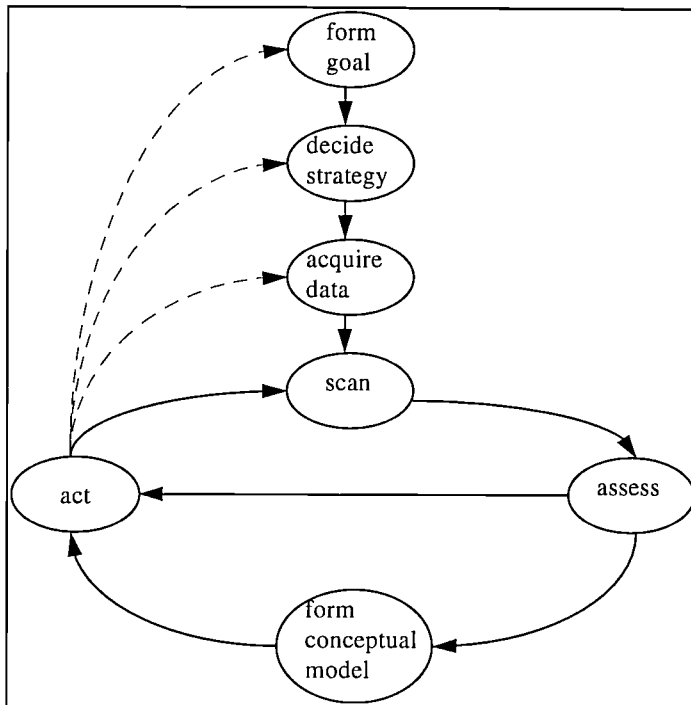 form
goal
decide
strategy
acquire
data
scan
act
assess
form
conceptual
model